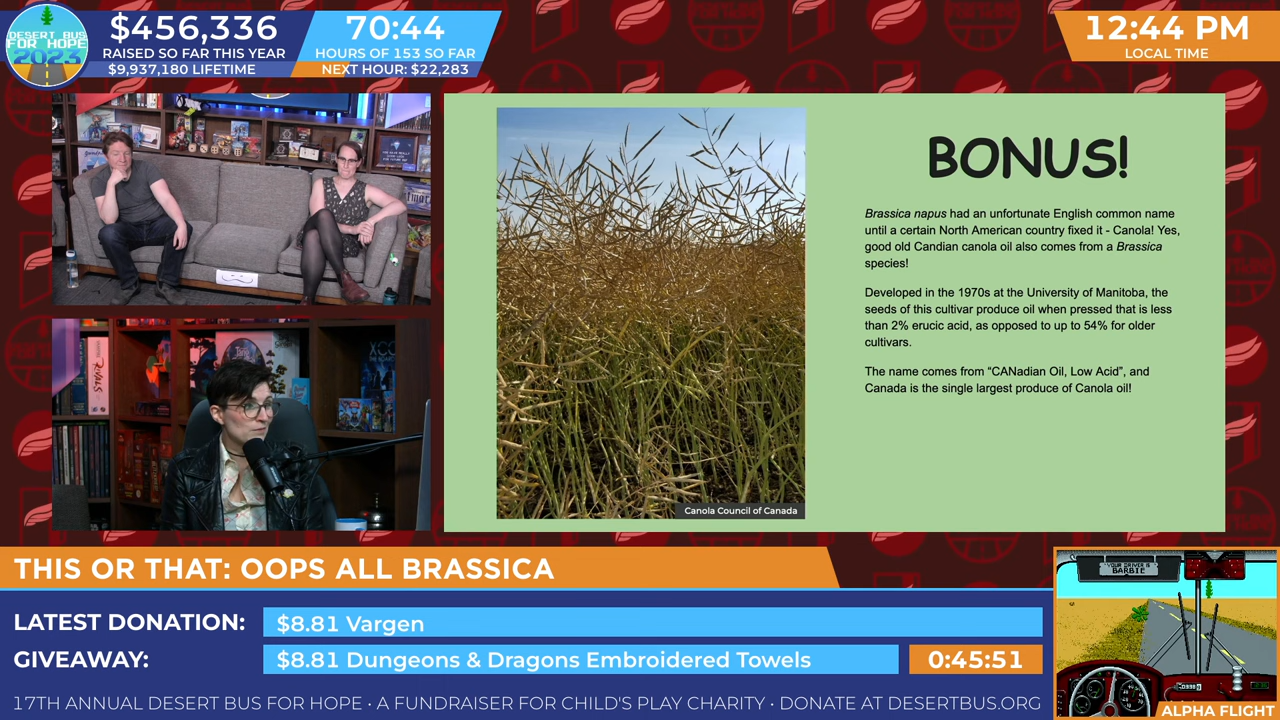 DESERT BUS
FOR HOPE
2023
$456,336
RAISED SO FAR THIS YEAR
$9,937,180 LIFETIME
70:44
HOURS OF 153 SO FAR
NEXT HOUR: $22,283
12:44 PM
LOCAL TIME
BONUS!
Brassica napus had an unfortunate English common name
until a certain North American country fixed it - Canola! Yes,
good old Candian canola oil also comes from a Brassica
species!
Developed in the 1970s at the University of Manitoba, the
seeds of this cultivar produce oil when pressed that is less
than 2% erucic acid, as opposed to up to 54% for older
cultivars.
The name comes from “CANadian Oil, Low Acid”, and
Canada is the single largest produce of Canola oil!
Canola Council of Canada
RIVALS
THIS OR THAT: OOPS ALL BRASSICA
LATEST DONATION:
$8.81 Vargen
GIVEAWAY:
$8.81 Dungeons & Dragons Embroidered Towels
0:45:51
17TH ANNUAL DESERT BUS FOR HOPE • A FUNDRAISER FOR CHILD'S PLAY CHARITY • DONATE AT DESERTBUS.ORG
YOUR DRIVER IS
BARBIE
ALPHA FLIGHT